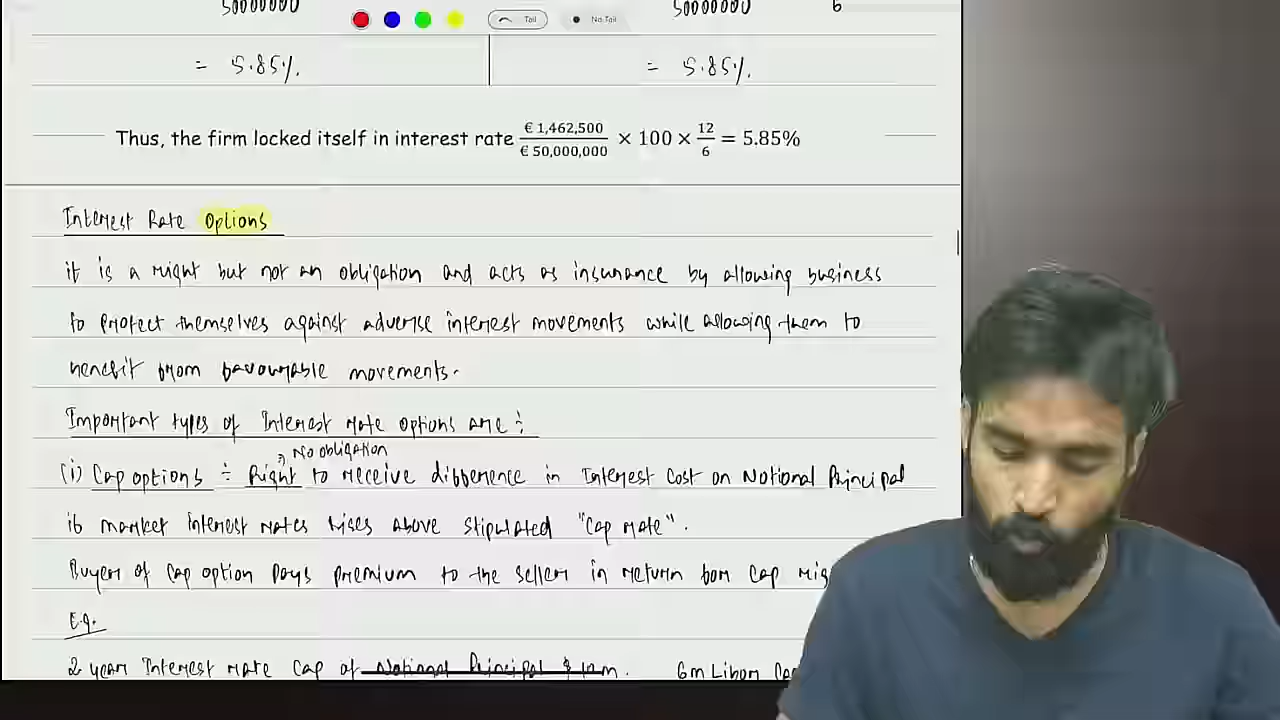 50000000 50000000 6
Tail No Tail
= 5.85%. = 5.85%.
Thus, the firm locked itself in interest rate € 1,462,500 / € 50,000,000 × 100 × 12/6 = 5.85%
Interest Rate Options
it is a right but not an obligation and acts as insurance by allowing business
to protect themselves against adverse interest movements while allowing them to
benefit from favourable movements.
Important types of Interest rate options are :
⇒ No obligation
(i) Cap options ÷ Right to receive difference in Interest Cost on Notional Principal
if market interest rates rises above stipulated "Cap rate".
Buyer of Cap option Pays premium to the seller in return for Cap
E.g.
2 year Interest rate Cap of Notional Principal $ 10m. 6m Libor